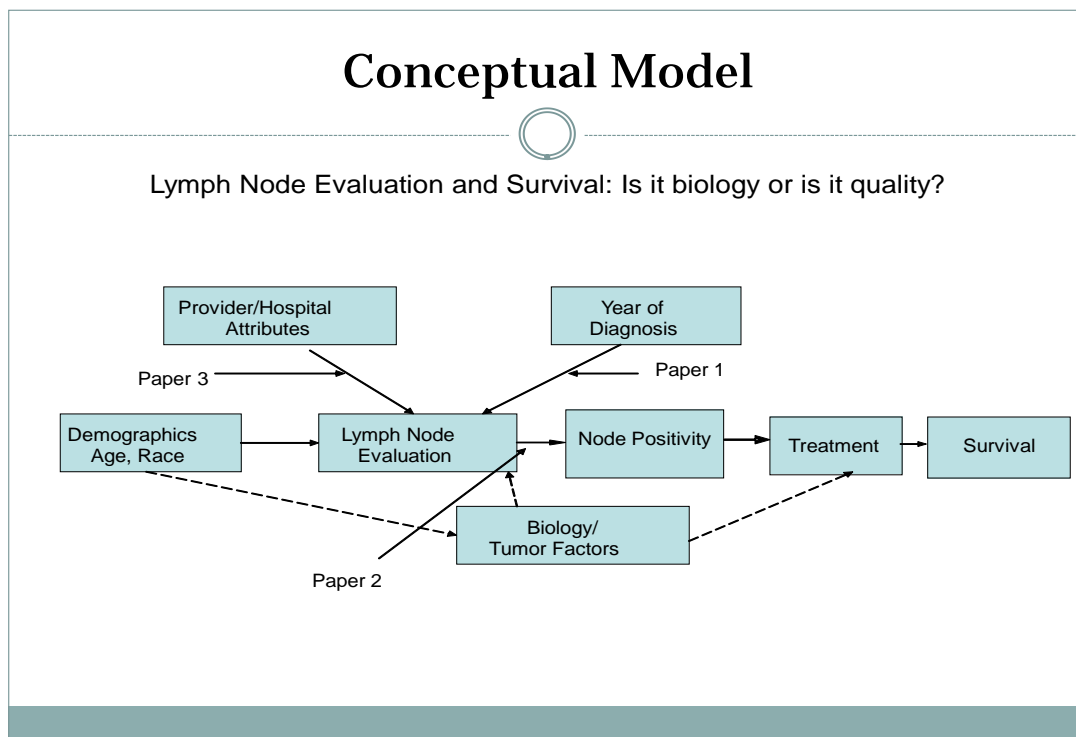 Conceptual Model
Lymph Node Evaluation and Survival: Is it biology or is it quality?
Provider/Hospital
Attributes
Year of
Diagnosis
Paper 3
Paper 1
Demographics
Age, Race
Lymph Node
Evaluation
Node Positivity
Treatment
Survival
Biology/
Tumor Factors
Paper 2